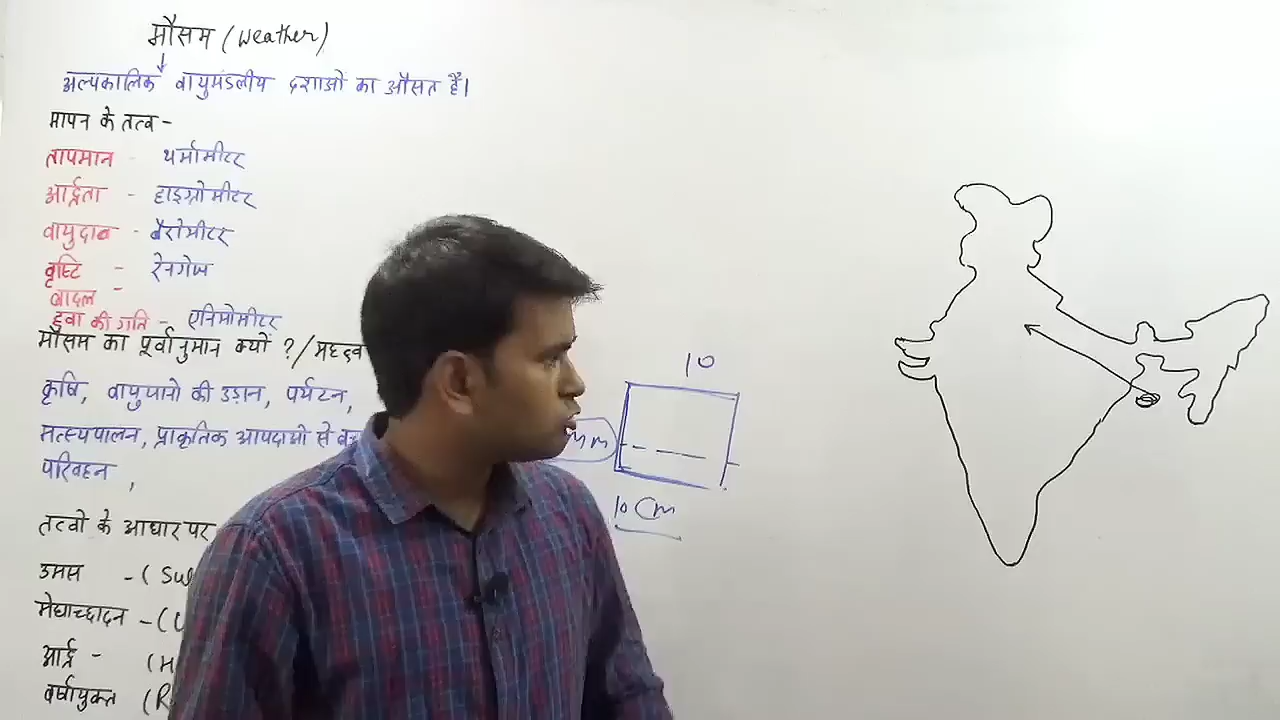 मौसम (Weather)
अल्पकालिक वायुमंडलीय दशाओं का औसत है।
मापन के तत्व -
तापमान - थर्मामीटर
आर्द्रता - हाइग्रोमीटर
वायुदाब - बैरोमीटर
वृष्टि - रेनगेज
बादल -
हवा की गति - एनिमोमीटर
मौसम का पूर्वानुमान क्यों ? /
कृषि, वायुयानो की उड़ान, पर्यटन,
मत्स्यपालन, प्राकृतिक आपदाओं से
परिवहन ,
तत्वों के आधार पर
उमस - (
मेघाच्छादन - (
आर्द्र - (
वर्षायुक्त (
10
mm
10 Cm